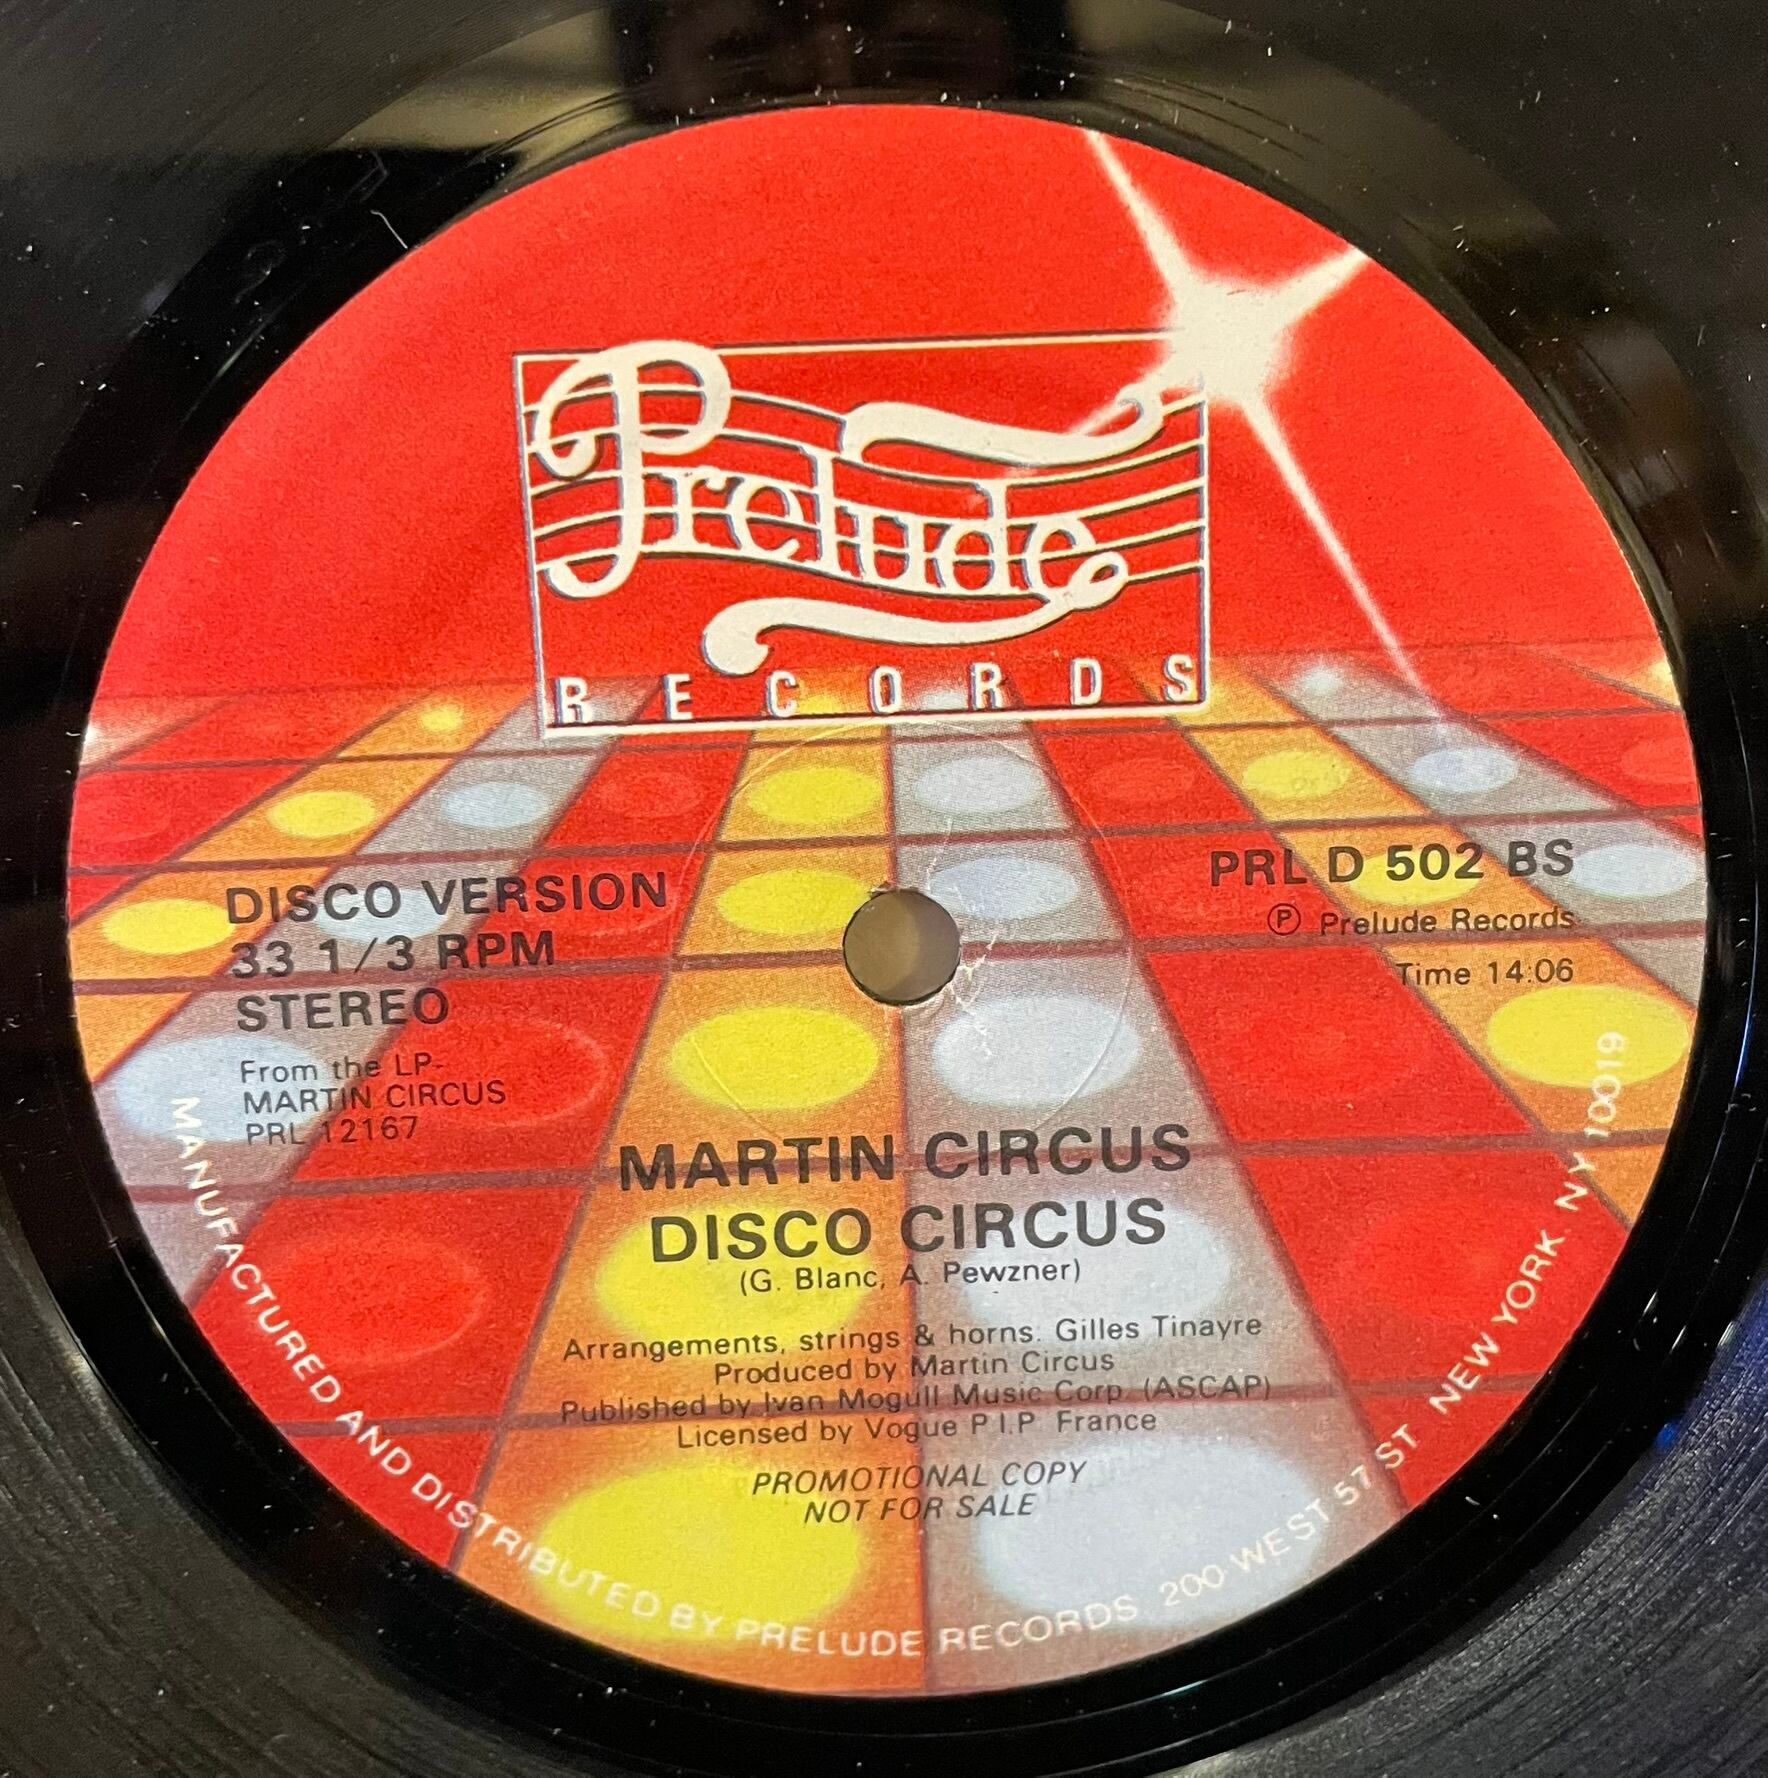 Prelude
RECORDS
DISCO VERSION
33 1/3 RPM
STEREO
From the LP-
MARTIN CIRCUS
PRL 12167
PRL D 502 BS
Ⓟ Prelude Records
Time 14:06
MARTIN CIRCUS
DISCO CIRCUS
(G. Blanc, A. Pewzner)
Arrangements, strings & horns: Gilles Tinayre
Produced by Martin Circus
Published by Ivan Mogull Music Corp. (ASCAP)
Licensed by Vogue P.I.P. France
PROMOTIONAL COPY
NOT FOR SALE
MANUFACTURED AND DISTRIBUTED BY PRELUDE RECORDS 200 WEST 57 ST NEW YORK. NY 10019